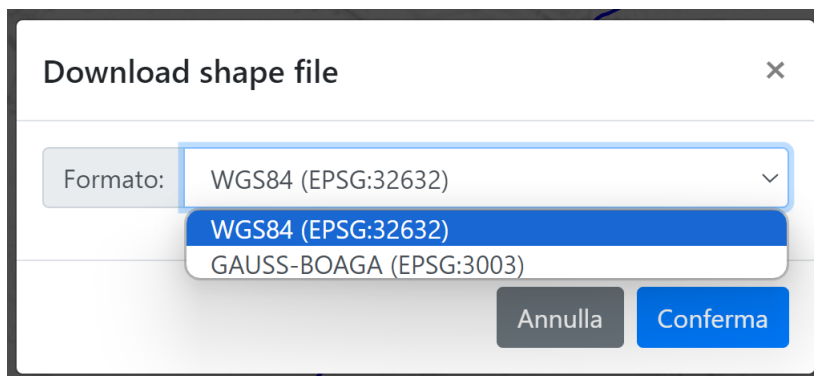 Download shape file ×
Formato: WGS84 (EPSG:32632)
WGS84 (EPSG:32632)
GAUSS-BOAGA (EPSG:3003)
Annulla Conferma